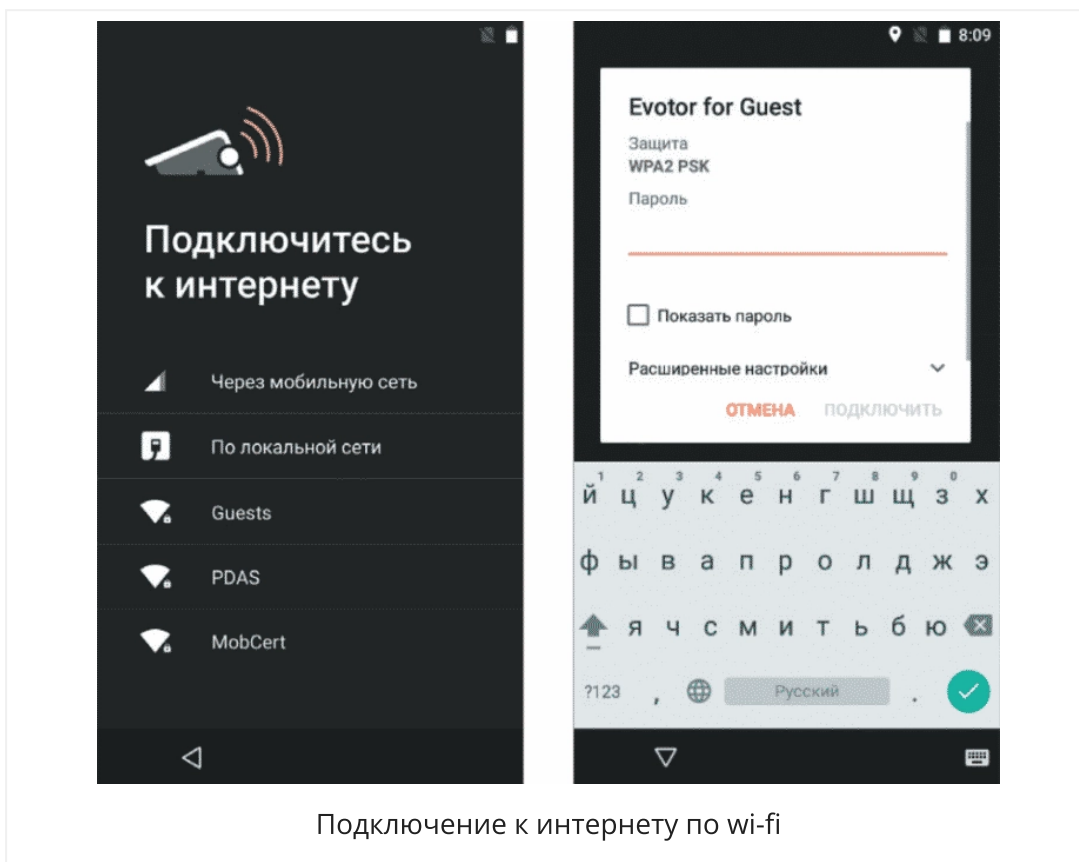 Подключитесь
к интернету
Через мобильную сеть
По локальной сети
Guests
PDAS
MobCert
8:09
Evotor for Guest
Защита
WPA2 PSK
Пароль
Показать пароль
Расширенные настройки
ОТМЕНА ПОДКЛЮЧИТЬ
1 2 3 4 5 6 7 8 9 0
й ц у к е н г ш щ з х
ф ы в а п р о л д ж э
я ч с м и т ь б ю
?123 , Русский .
Подключение к интернету по wi-fi